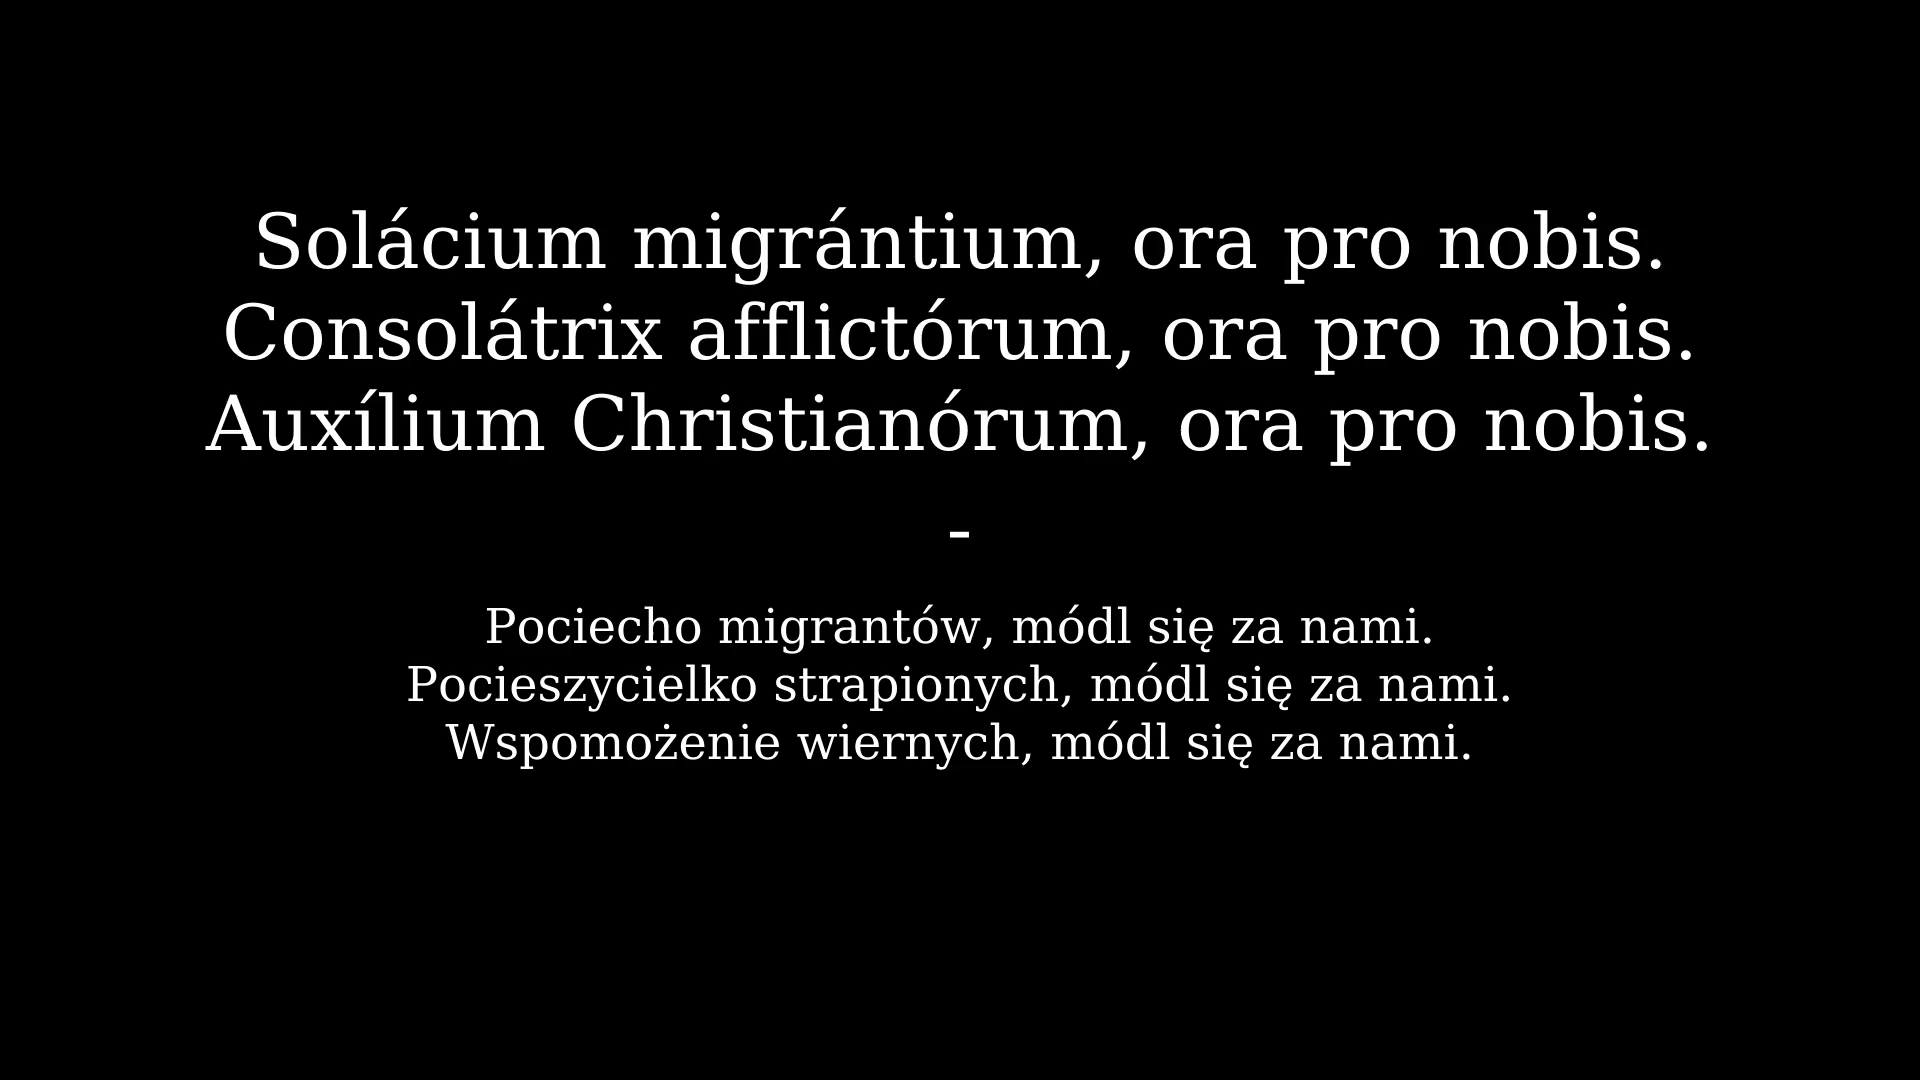 Solácium migrántium, ora pro nobis.
Consolátrix afflictórum, ora pro nobis.
Auxílium Christianórum, ora pro nobis.
-
Pociecho migrantów, módl się za nami.
Pocieszycielko strapionych, módl się za nami.
Wspomożenie wiernych, módl się za nami.